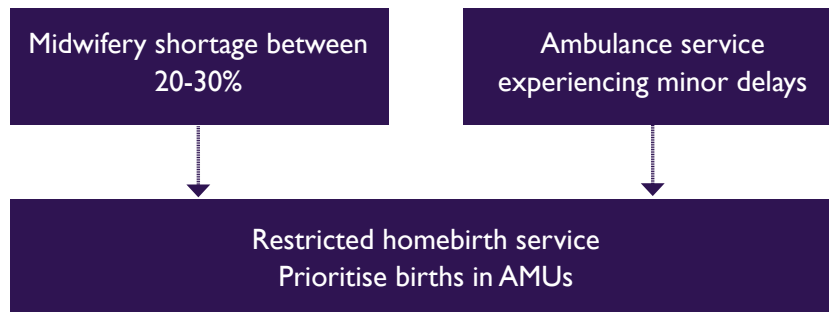 Midwifery shortage between
20-30%
Ambulance service
experiencing minor delays
Restricted homebirth service
Prioritise births in AMUs